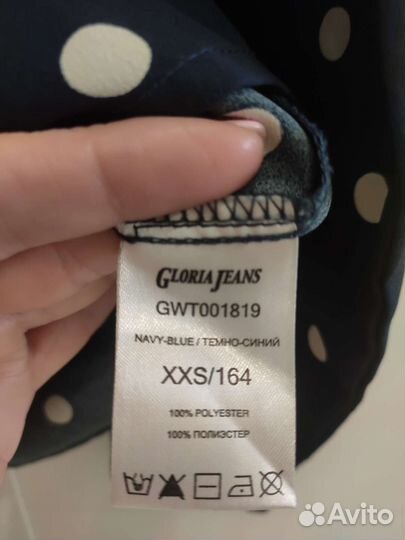 GLORIA JEANS
GWT001819
NAVY-BLUE / ТЕМНО-СИНИЙ
XXS/164
100% POLYESTER
100% ПОЛИЭСТЕР
Avito